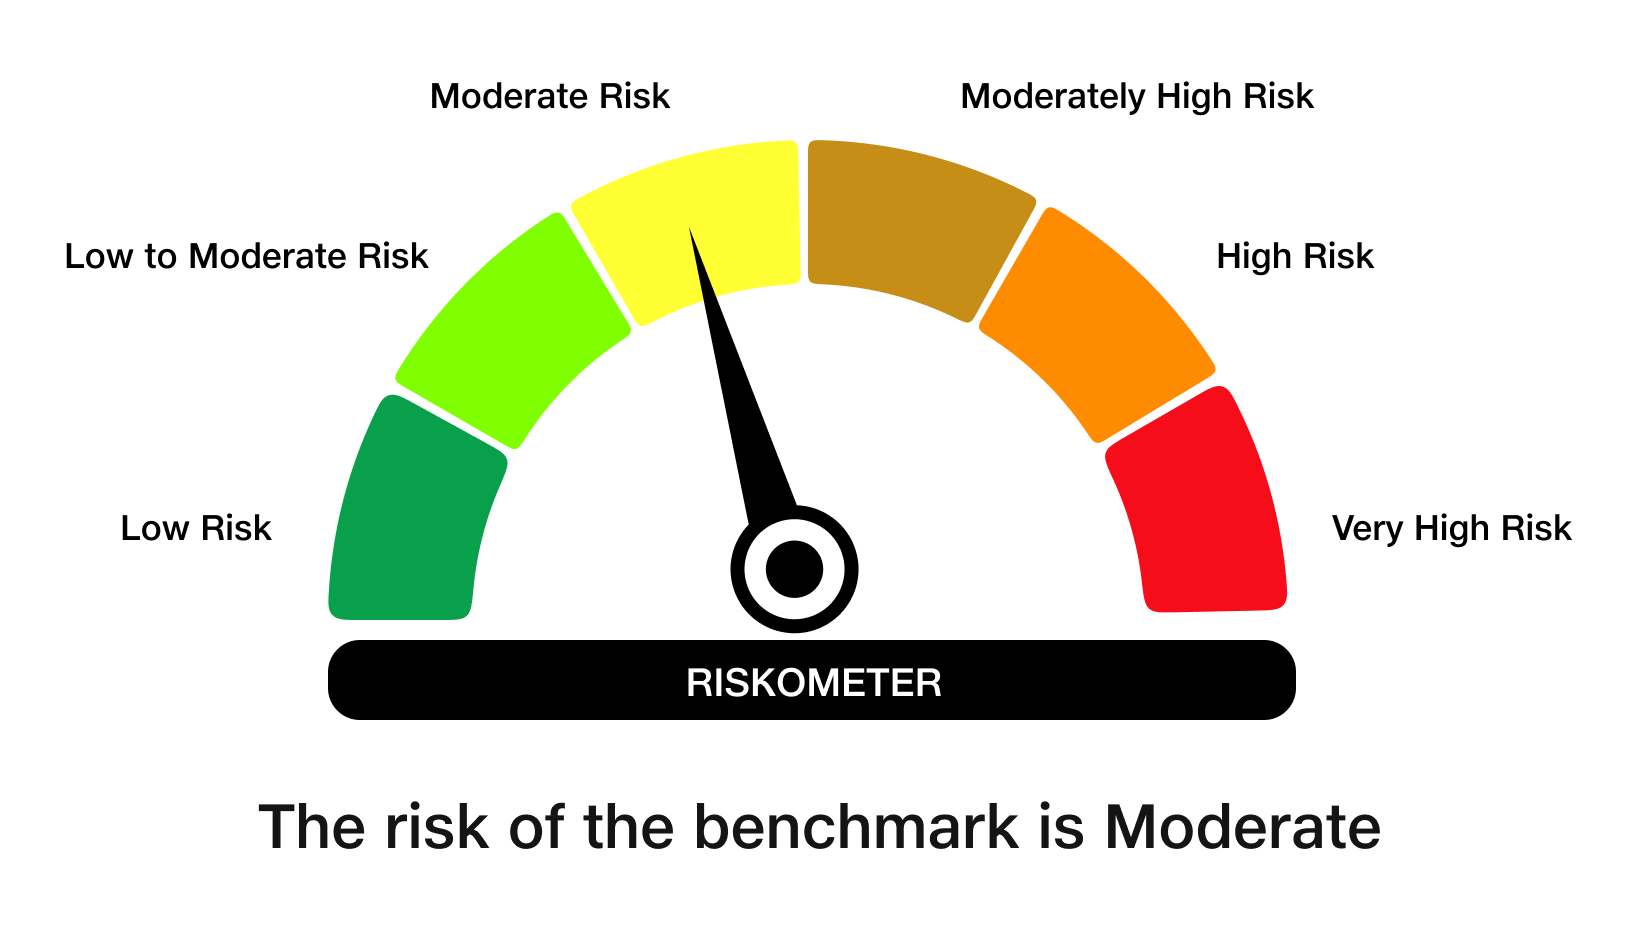 Moderate Risk
Moderately High Risk
Low to Moderate Risk
High Risk
Low Risk
Very High Risk
RISKOMETER
The risk of the benchmark is Moderate